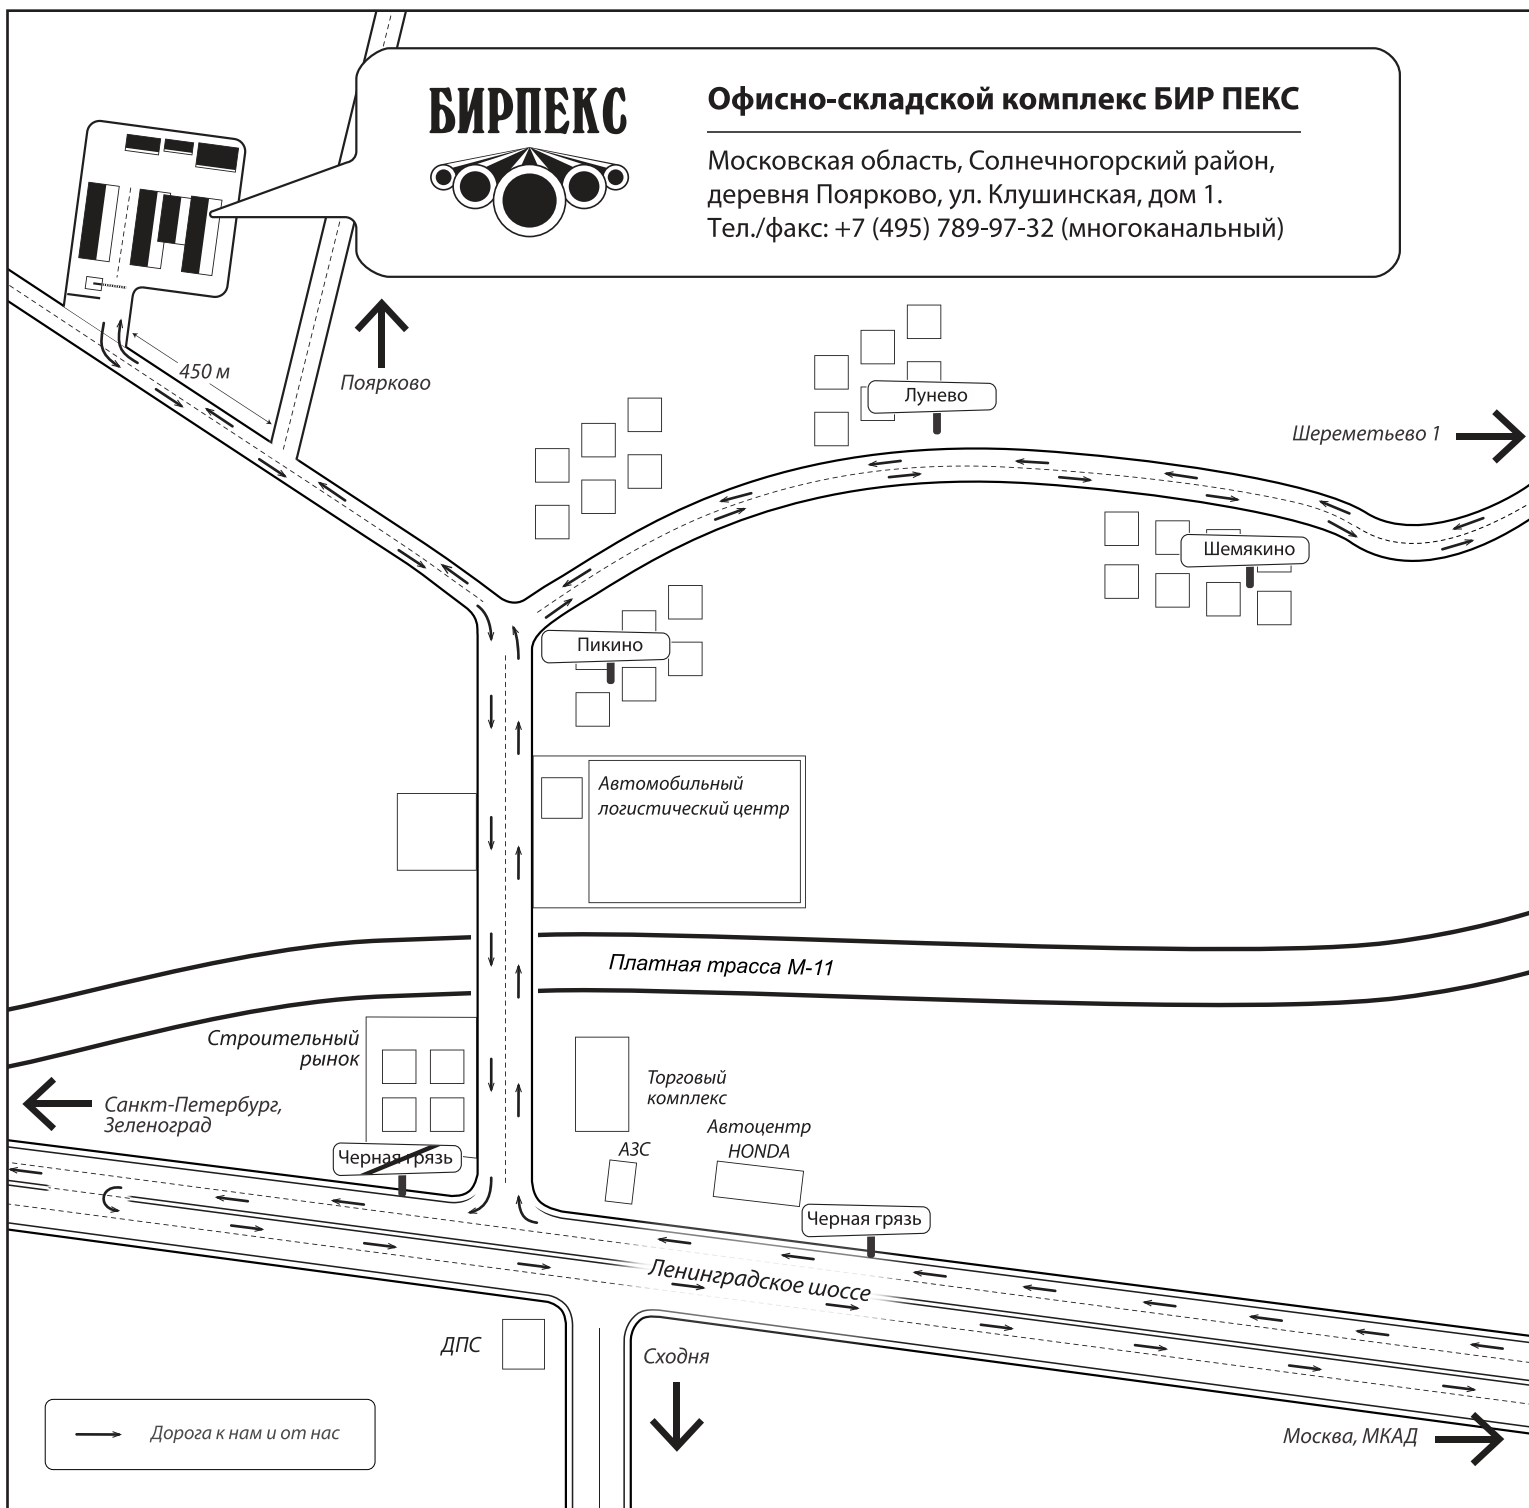 БИРПЕКС
Офисно-складской комплекс БИР ПЕКС
Московская область, Солнечногорский район,
деревня Поярково, ул. Клушинская, дом 1.
Тел./факс: +7 (495) 789-97-32 (многоканальный)
450 м
Поярково
Лунево
Шереметьево 1
Шемякино
Пикино
Автомобильный
логистический центр
Платная трасса М-11
Строительный
рынок
Санкт-Петербург,
Зеленоград
Торговый
комплекс
Автоцентр
HONDA
АЗС
Черная грязь
Черная грязь
Ленинградское шоссе
ДПС
Сходня
Дорога к нам и от нас
Москва, МКАД